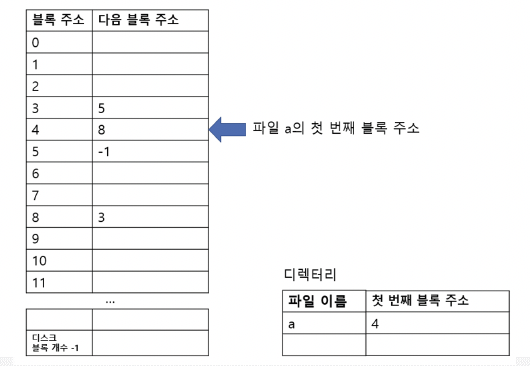 블록 주소 다음 블록 주소
0
1
2
3 5
4 8
파일 a의 첫 번째 블록 주소
5 -1
6
7
8 3
9
10
11
...
디스크
블록 개수 -1
디렉터리
파일 이름 첫 번째 블록 주소
a 4